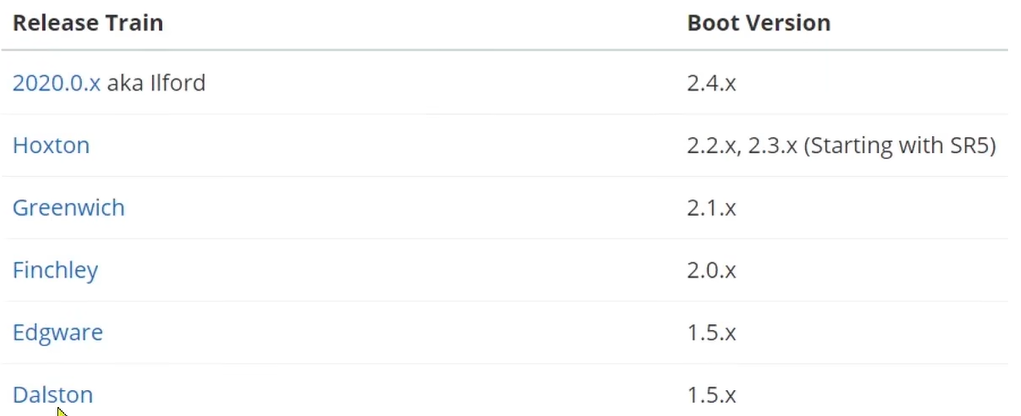 Release Train Boot Version
2020.0.x aka Ilford 2.4.x
Hoxton 2.2.x, 2.3.x (Starting with SR5)
Greenwich 2.1.x
Finchley 2.0.x
Edgware 1.5.x
Dalston 1.5.x